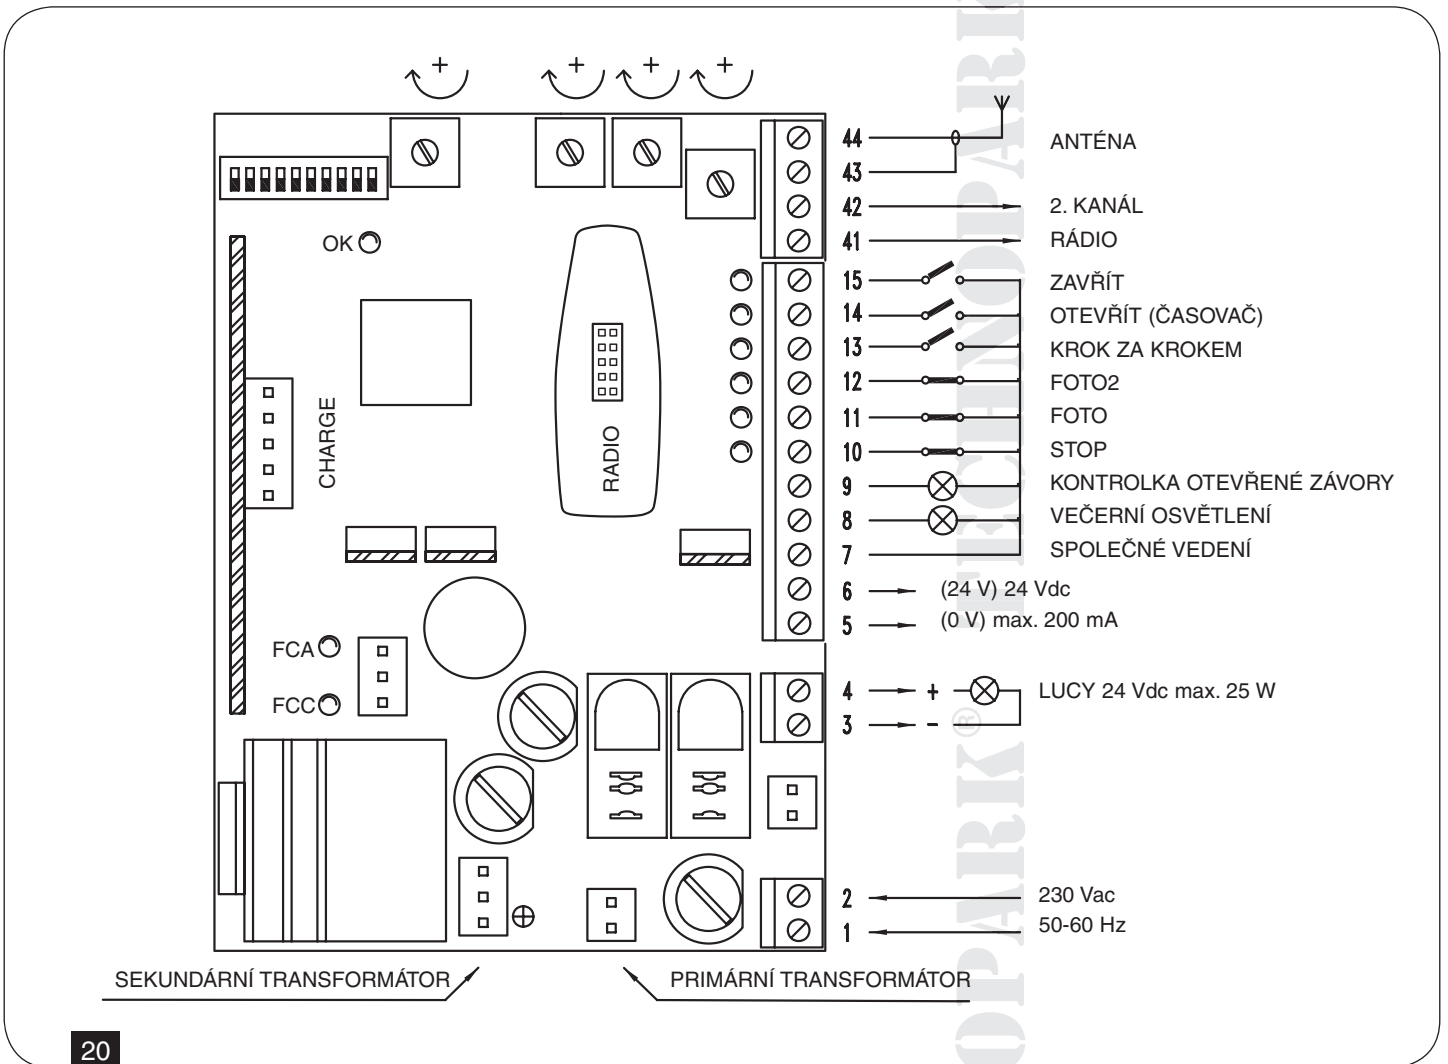 + + + +
44 ANTÉNA
43
42 2. KANÁL
41 RÁDIO
OK
15 ZAVŘÍT
14 OTEVŘÍT (ČASOVAČ)
13 KROK ZA KROKEM
12 FOTO2
11 FOTO
10 STOP
CHARGE
RADIO
9 KONTROLKA OTEVŘENÉ ZÁVORY
8 VEČERNÍ OSVĚTLENÍ
7 SPOLEČNÉ VEDENÍ
6 (24 V) 24 Vdc
5 (0 V) max. 200 mA
FCA
FCC
4 + LUCY 24 Vdc max. 25 W
3 -
2 230 Vac
1 50-60 Hz
SEKUNDÁRNÍ TRANSFORMÁTOR PRIMÁRNÍ TRANSFORMÁTOR
20
TECHNOPARK
OPARK®